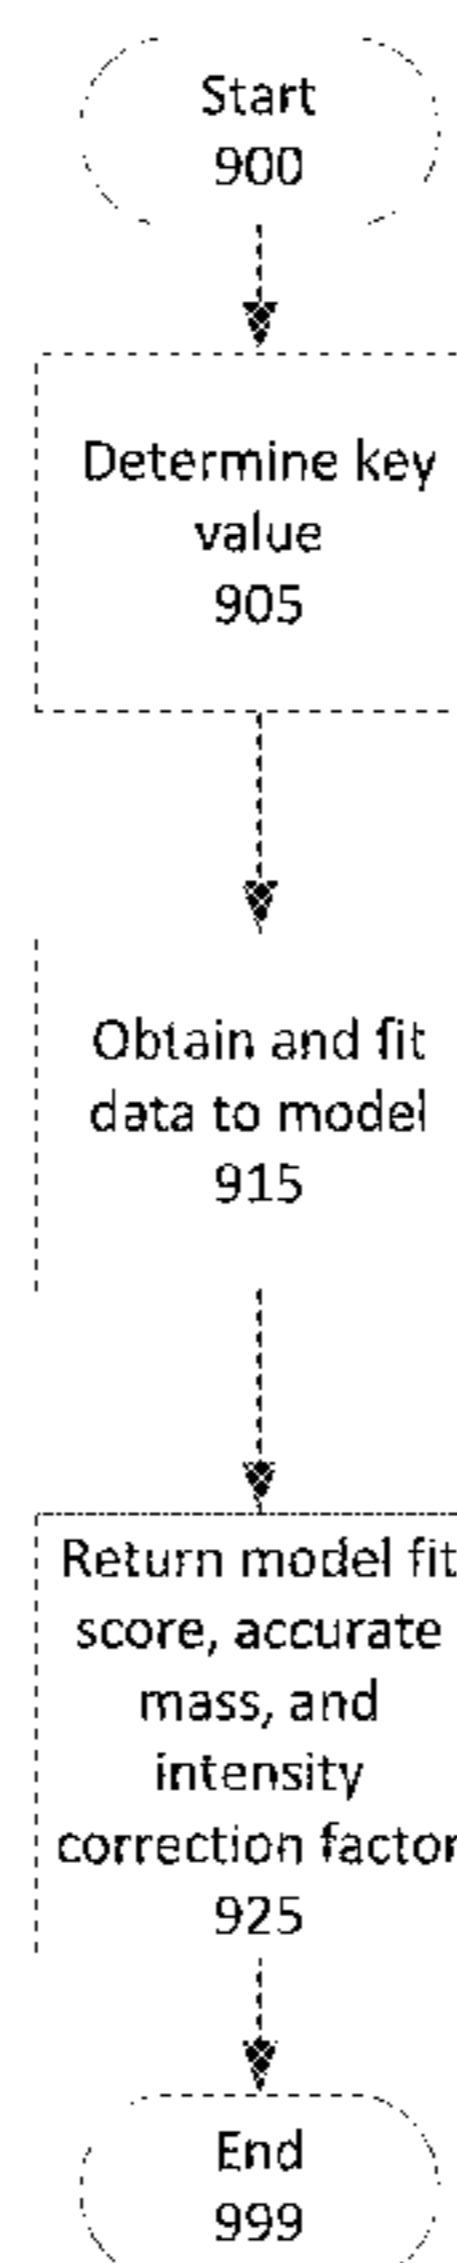 Start
900
Determine key
value
905
Obtain and fit
data to model
915
Return model fit
score, accurate
mass, and
intensity
correction factor
925
End
999